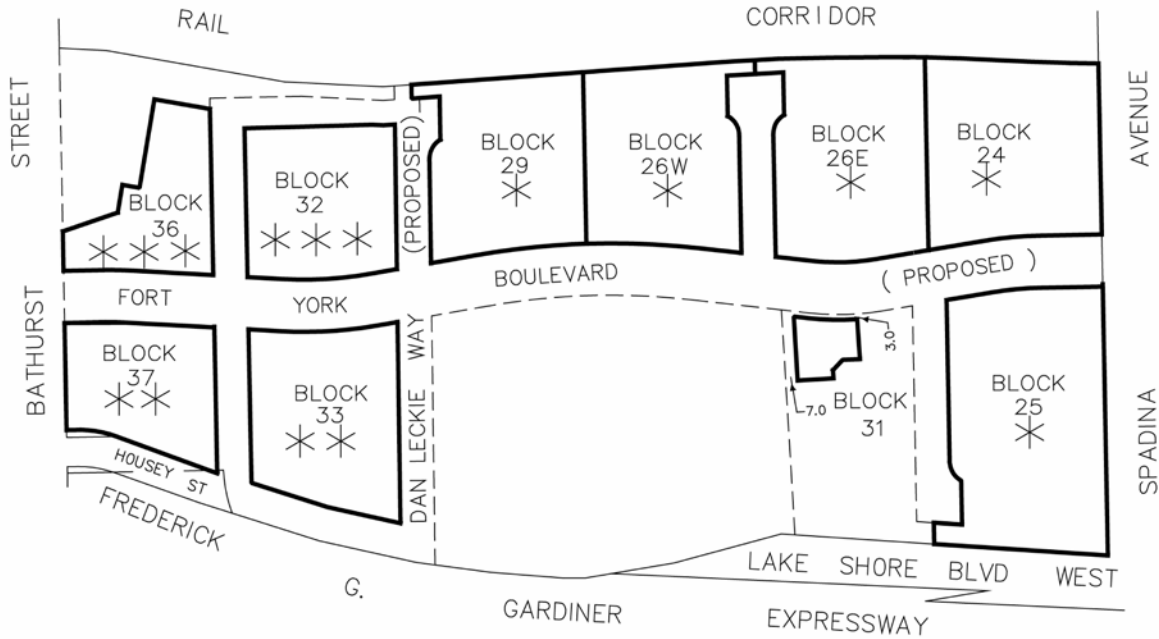 RAIL CORRIDOR
STREET
AVENUE
BLOCK
36
BLOCK
32
(PROPOSED)
BLOCK
29
BLOCK
26W
BLOCK
26E
BLOCK
24
FORT YORK BOULEVARD (PROPOSED)
BATHURST
BLOCK
37
BLOCK
33
DAN LECKIE WAY
3.0
7.0
BLOCK
31
BLOCK
25
SPADINA
HOUSEY ST
FREDERICK G. GARDINER EXPRESSWAY
LAKE SHORE BLVD WEST